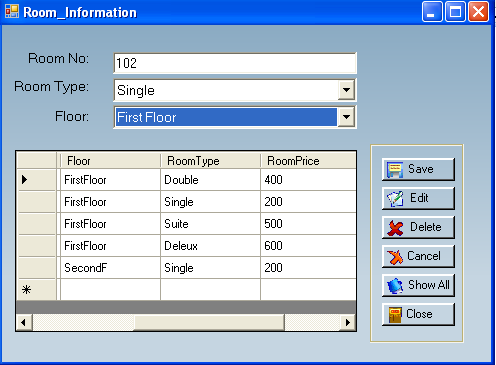 Room_Information
Room No: 102
Room Type: Single
Floor: First Floor
Floor RoomType RoomPrice
FirstFloor Double 400
FirstFloor Single 200
FirstFloor Suite 500
FirstFloor Deleux 600
SecondF Single 200
Save
Edit
Delete
Cancel
Show All
Close